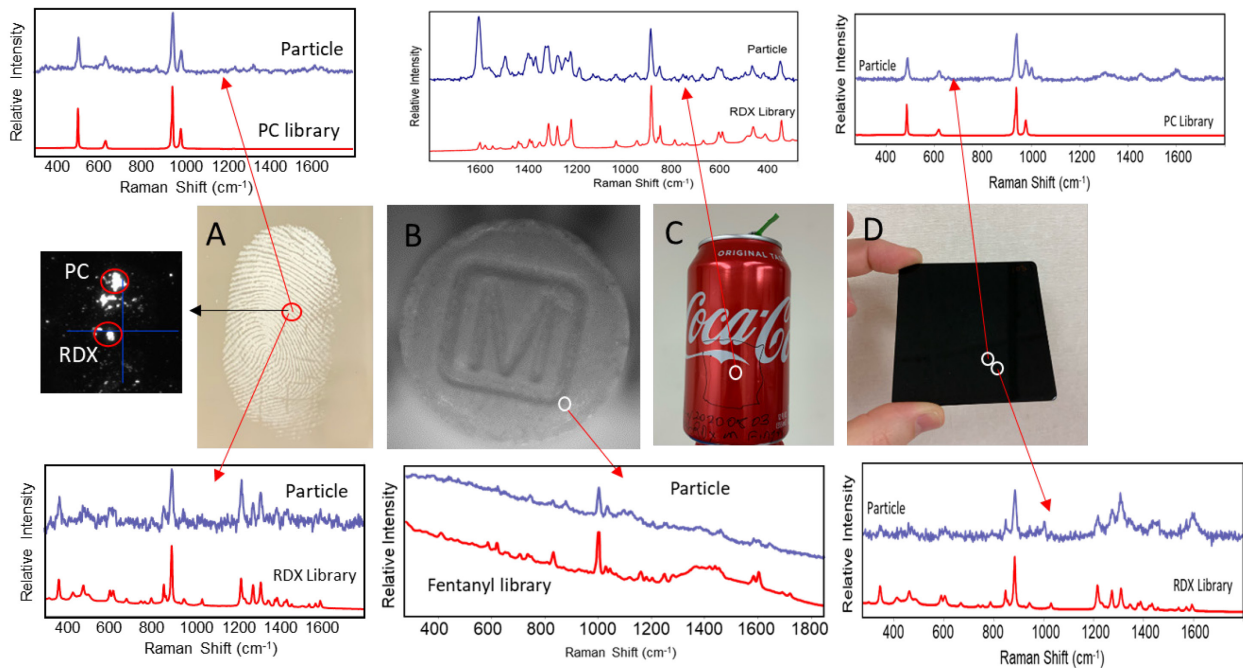 Relative Intensity
Particle
PC library
400 600 800 1000 1200 1400 1600
Raman Shift (cm⁻¹)
Relative Intensity
Particle
RDX Library
1600 1400 1200 1000 800 600 400
Raman Shift (cm⁻¹)
Relative Intensity
Particle
PC Library
400 600 800 1000 1200 1400 1600
Raman Shift (cm⁻¹)
PC
RDX
A
B
M
C
ORIGINAL TA
Coca-Co
D
Relative Intensity
Particle
RDX Library
400 600 800 1000 1200 1400 1600
Raman Shift (cm⁻¹)
Relative Intensity
Particle
Fentanyl library
400 600 800 1000 1200 1400 1600 1800
Raman Shift (cm⁻¹)
Relative Intensity
Particle
RDX Library
400 600 800 1000 1200 1400 1600
Raman Shift (cm⁻¹)